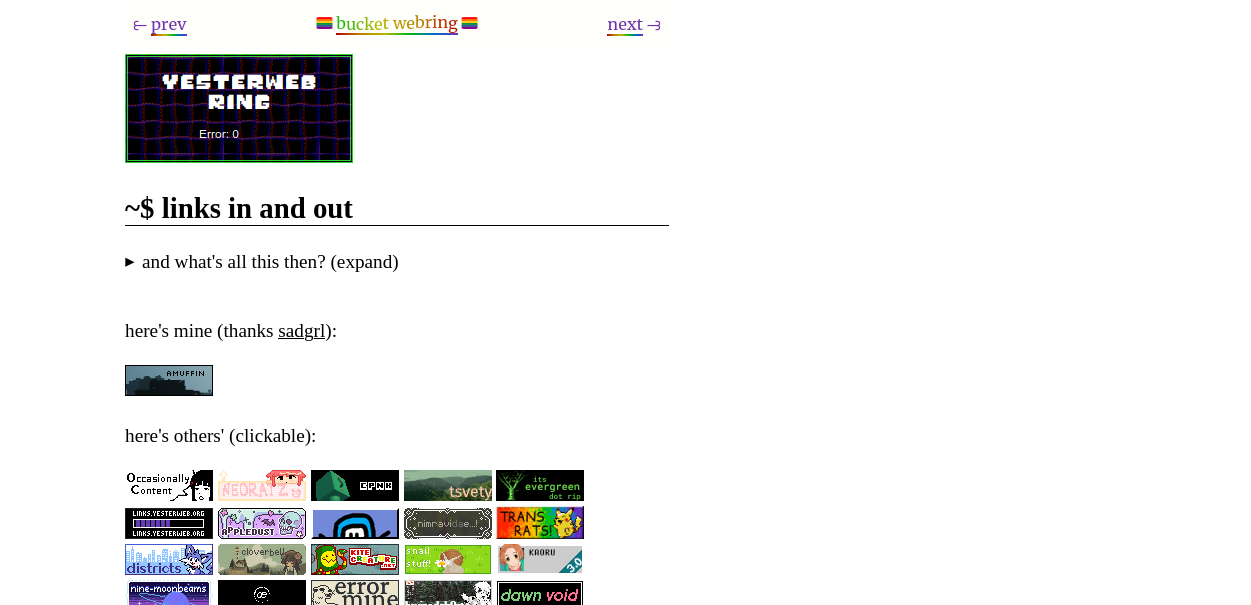 prev
bucket webring
next
YESTERWEB
RING
Error: 0
~$ links in and out
and what's all this then? (expand)
here's mine (thanks sadgrl):
AMUFFIN
here's others' (clickable):
Occasionally
Content
NEORATZ
EPNK
tsvety
its
evergreen
dot rip
LINKS.YESTERWEB.ORG
LINKS.YESTERWEB.ORG
APPLEDUST
nimravidae...!
TRANS
RATS!
districts
cloverbell
KITE
CREATURE
.NET
snail
stuff!
KAORU
3.0
nine-moonbeams
error
mine
dawn void